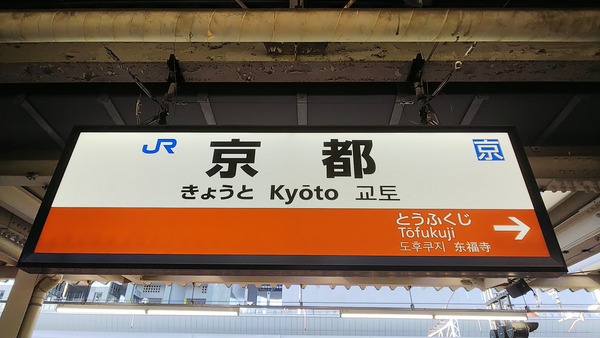 JR 京都 京
きょうと Kyōto 교토
とうふくじ
Tōfukuji
도후쿠지 东福寺